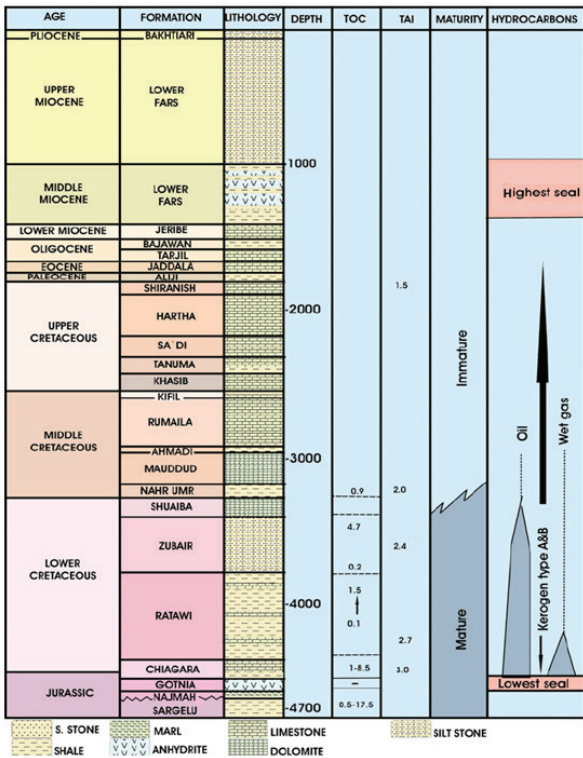 AGE FORMATION LITHOLOGY DEPTH TOC TAI MATURITY HYDROCARBONS
PLIOCENE BAKHTIARI
UPPER MIOCENE LOWER FARS
1000
MIDDLE MIOCENE LOWER FARS Highest seal
LOWER MIOCENE JERIBE
OLIGOCENE BAJAWAN
TARJIL
EOCENE JADDALA
PALEOCENE ALIJI
UPPER CRETACEOUS SHIRANISH 1.5
-2000
HARTHA
SA`DI
TANUMA
KHASIB
Immature
MIDDLE CRETACEOUS KIFIL
RUMAILA
Oil
Wet gas
AHMADI
-3000
MAUDDUD
NAHR UMR 0.9 2.0
LOWER CRETACEOUS SHUAIBA
4.7
ZUBAIR 2.4
0.2
Kerogen type A&B
1.5
-4000
RATAWI 0.1
2.7
Mature
CHIAGARA 1-8.5 3.0
JURASSIC GOTNIA – Lowest seal
NAJMAH
SARGELU 0.5-17.5
-4700
S. STONE MARL LIMESTONE SILT STONE
SHALE ANHYDRITE DOLOMITE